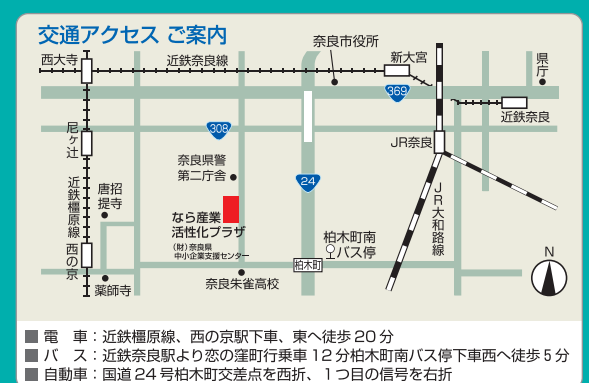 交通アクセス ご案内
奈良市役所
西大寺
近鉄奈良線
新大宮
県庁
369
近鉄奈良
308
尼ヶ辻
JR奈良
奈良県警
第二庁舎
24
近鉄橿原線
唐招
提寺
JR大和路線
なら産業
活性化プラザ
(財)奈良県
中小企業支援センター
柏木町南
バス停
西の京
柏木町
N
薬師寺
奈良朱雀高校
■ 電　車：近鉄橿原線、西の京駅下車、東へ徒歩20分
■ バ　ス：近鉄奈良駅より恋の窪町行乗車12分柏木町南バス停下車西へ徒歩5分
■ 自動車：国道24号柏木町交差点を西折、1つ目の信号を右折